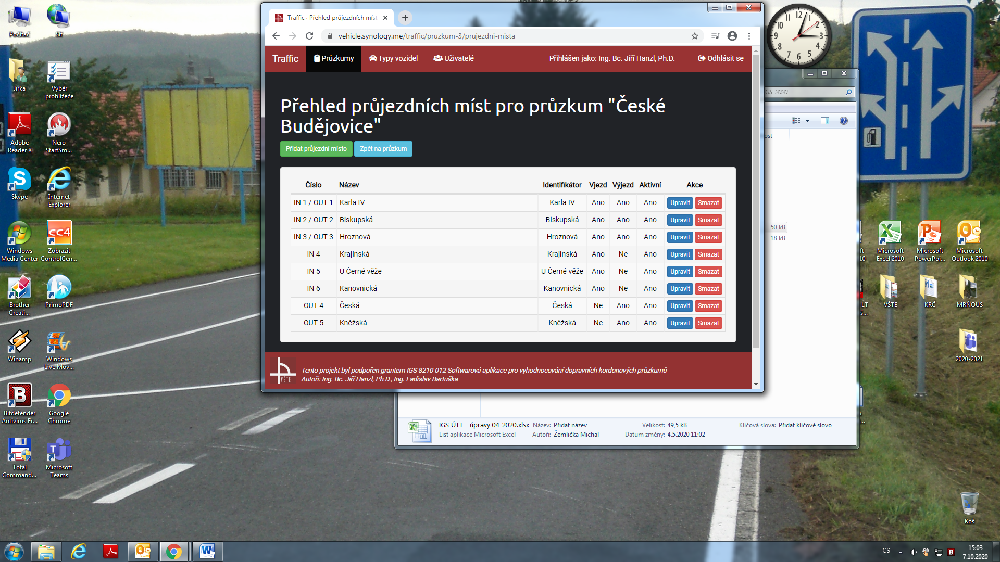 Počítač
Síť
Jirka
Výběr
prohlížeče
Adobe
Reader X
Nero
StartSm...
Skype
Internet
Explorer
Windows
Media Center
Zobrazit
ControlCen...
Brother
Creati...
PrimoPDF
Winamp
Windows
Live Mov...
Bitdefender
Antivirus Fr...
Google
Chrome
Total
Command...
Microsoft
Teams
Traffic · Přehled průjezdních míst
vehicle.synology.me/traffic/pruzkum-3/prujezdni-mista
Traffic
Průzkumy
Typy vozidel
Uživatelé
Přihlášen jako: Ing. Bc. Jiří Hanzl, Ph.D.
Odhlásit se
Přehled průjezdních míst pro průzkum "České
Budějovice"
Přidat průjezdní místo
Zpět na průzkum
Číslo Název Identifikátor Vjezd Výjezd Aktivní Akce
IN 1 / OUT 1 Karla IV Karla IV Ano Ano Ano Upravit Smazat
IN 2 / OUT 2 Biskupská Biskupská Ano Ano Ano Upravit Smazat
IN 3 / OUT 3 Hroznová Hroznová Ano Ano Ano Upravit Smazat
IN 4 Krajinská Krajinská Ano Ne Ano Upravit Smazat
IN 5 U Černé věže U Černé věže Ano Ne Ano Upravit Smazat
IN 6 Kanovnická Kanovnická Ano Ne Ano Upravit Smazat
OUT 4 Česká Česká Ne Ano Ano Upravit Smazat
OUT 5 Kněžská Kněžská Ne Ano Ano Upravit Smazat
VŠTE
Tento projekt byl podpořen grantem IGS 8210-012 Softwarová aplikace pro vyhodnocování dopravních kordonových průzkumů
Autoři: Ing. Bc. Jiří Hanzl, Ph.D., Ing. Ladislav Bartuška
12 1 2 3 4 5 6 7 8 9 10 11
IGS_2020
ost
50 kB
18 kB
IGS ÚTT - úpravy 04_2020.xlsx Název: Přidat název Velikost: 49,5 kB Klíčová slova: Přidat klíčové slovo
List aplikace Microsoft Excel Autoři: Žemlička Michal Datum změny: 4.5.2020 11:02
Microsoft
Excel 2010
Microsoft
PowerPoi...
Microsoft
Outlook 2010
LT
VŠTE
KRČ
MRŇOUS
2020-2021
Koš
CS
15:03
7.10.2020